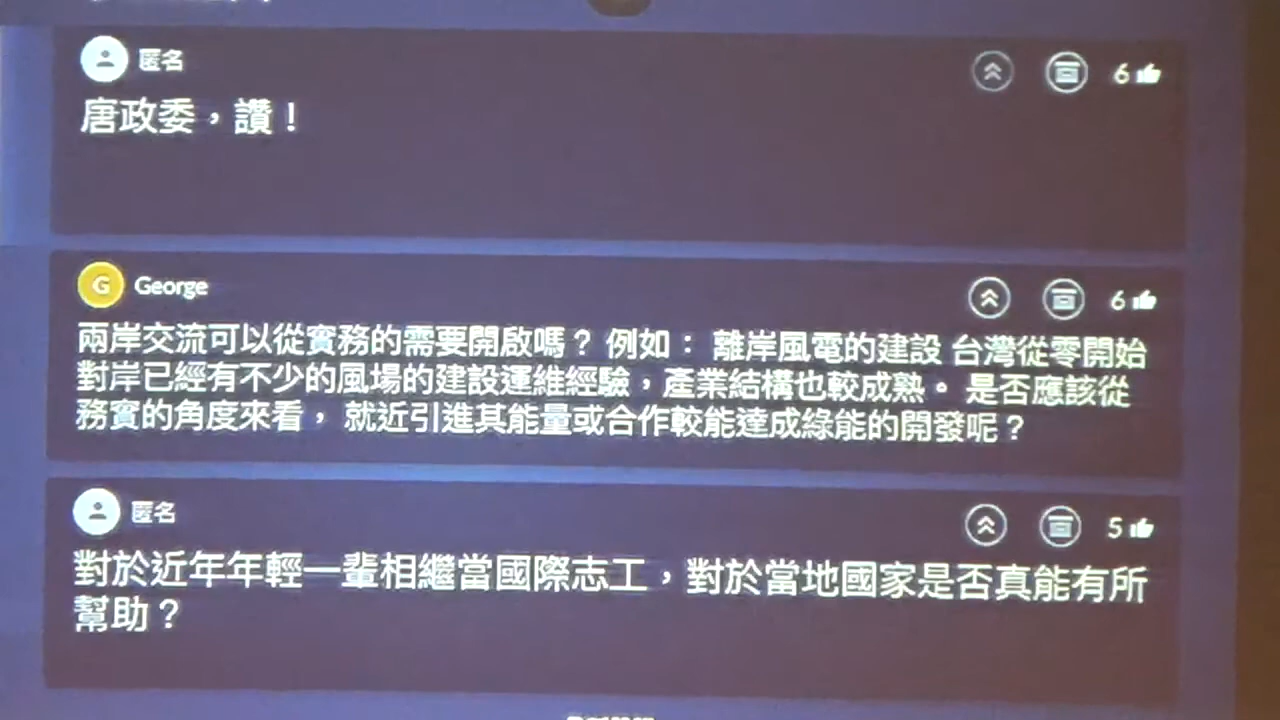 匿名
6
唐政委，讚！
G
George
6
兩岸交流可以從實務的需要開啟嗎？ 例如： 離岸風電的建設 台灣從零開始
對岸已經有不少的風場的建設運維經驗，產業結構也較成熟。 是否應該從
務實的角度來看， 就近引進其能量或合作較能達成綠能的開發呢？
匿名
5
對於近年年輕一輩相繼當國際志工，對於當地國家是否真能有所
幫助？